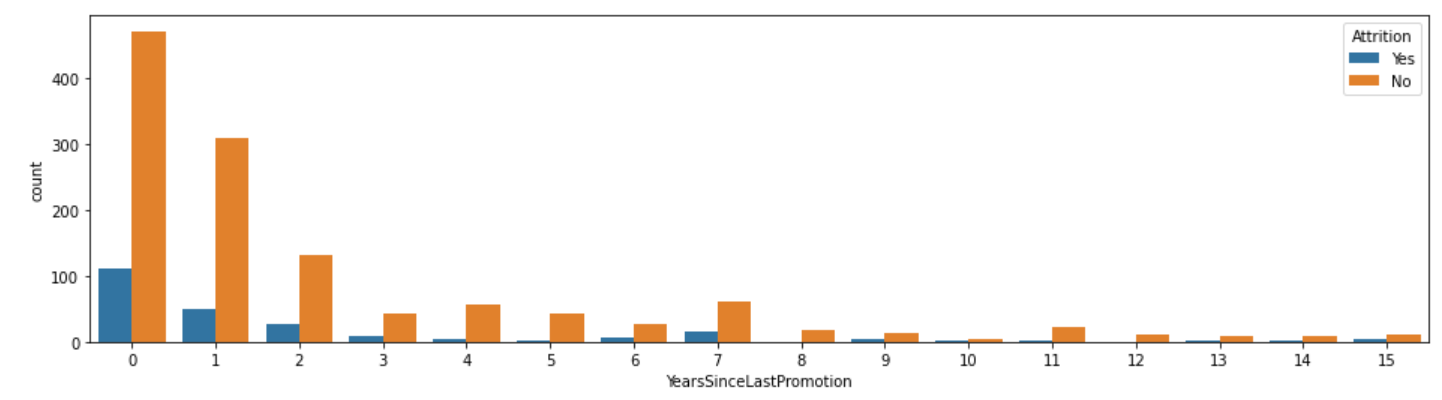 Attrition
Yes
No
400
300
200
100
0
count
0 1 2 3 4 5 6 7 8 9 10 11 12 13 14 15
YearsSinceLastPromotion